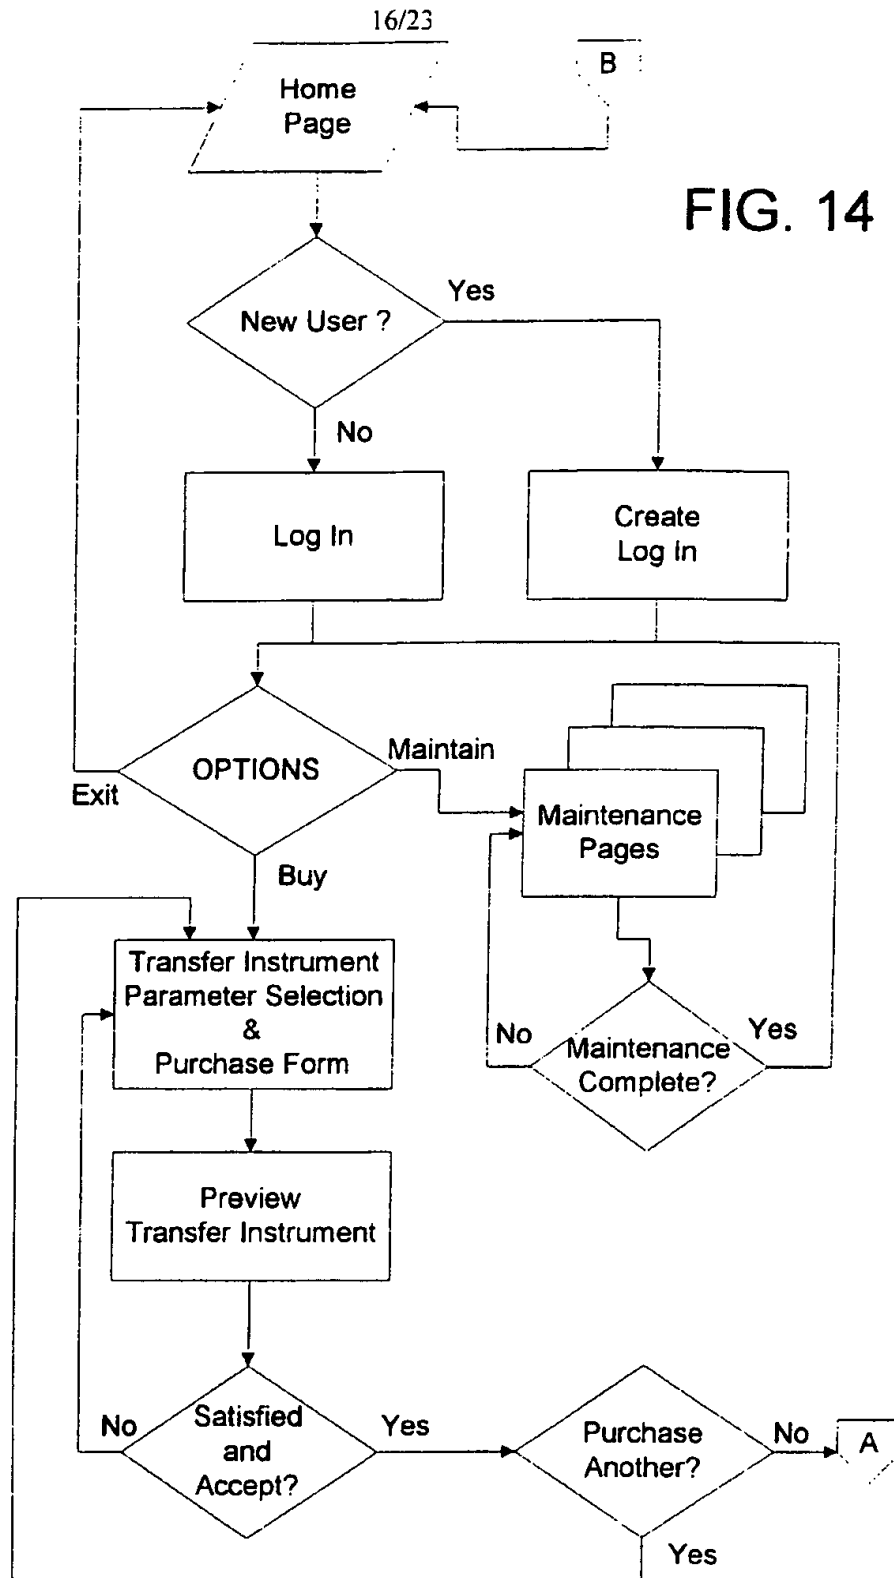 16/23
B
Home
Page
FIG. 14
New User ?
Yes
No
Log In
Create
Log In
OPTIONS
Maintain
Exit
Maintenance
Pages
Buy
Transfer Instrument
Parameter Selection
&
Purchase Form
No
Maintenance
Complete?
Yes
Preview
Transfer Instrument
No
Satisfied
and
Accept?
Yes
Purchase
Another?
No
A
Yes